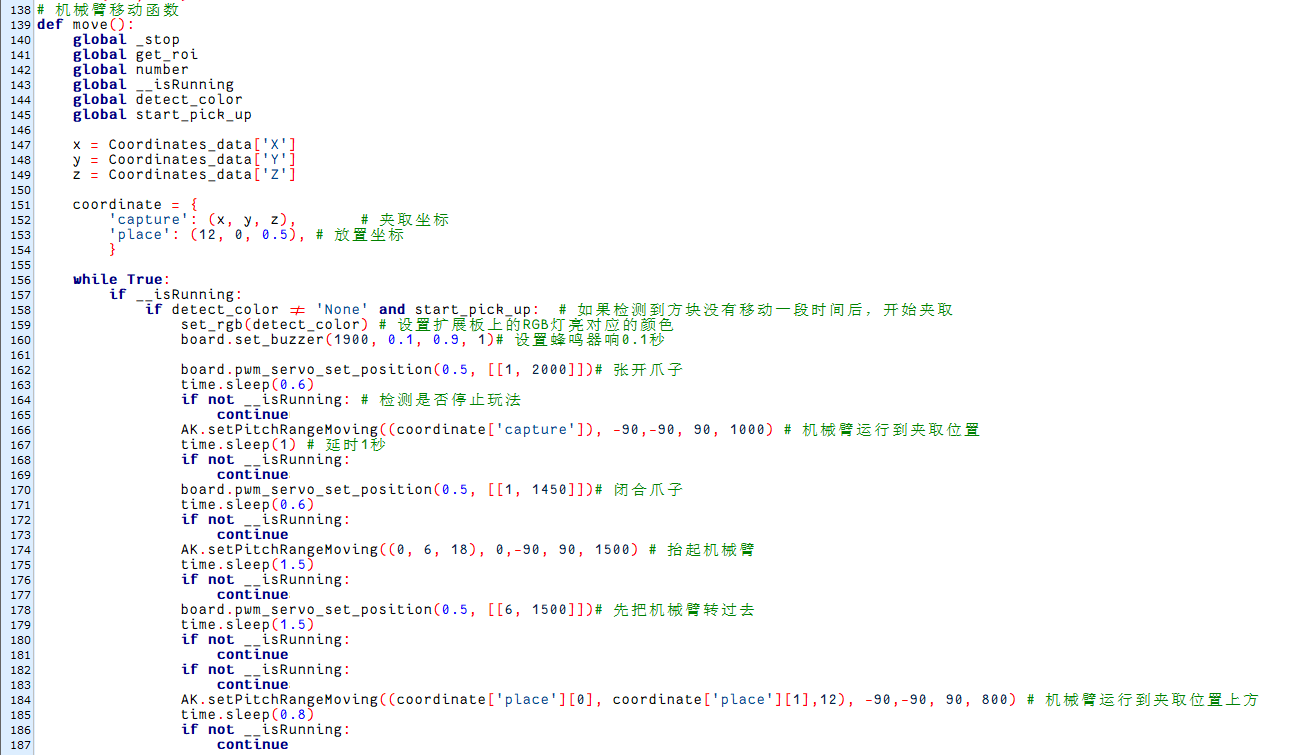 138 # 机械臂移动函数
139 def move():
140     global _stop
141     global get_roi
142     global number
143     global __isRunning
144     global detect_color
145     global start_pick_up
146
147     x = Coordinates_data['X']
148     y = Coordinates_data['Y']
149     z = Coordinates_data['Z']
150
151     coordinate = {
152         'capture': (x, y, z),       # 夹取坐标
153         'place': (12, 0, 0.5), # 放置坐标
154         }
155
156     while True:
157         if __isRunning:
158             if detect_color ≠ 'None' and start_pick_up:  # 如果检测到方块没有移动一段时间后，开始夹取
159                 set_rgb(detect_color) # 设置扩展板上的RGB灯亮对应的颜色
160                 board.set_buzzer(1900, 0.1, 0.9, 1)# 设置蜂鸣器响0.1秒
161
162                 board.pwm_servo_set_position(0.5, [[1, 2000]])# 张开爪子
163                 time.sleep(0.6)
164                 if not __isRunning: # 检测是否停止玩法
165                     continue
166                 AK.setPitchRangeMoving((coordinate['capture']), -90,-90, 90, 1000) # 机械臂运行到夹取位置
167                 time.sleep(1) # 延时1秒
168                 if not __isRunning:
169                     continue
170                 board.pwm_servo_set_position(0.5, [[1, 1450]])# 闭合爪子
171                 time.sleep(0.6)
172                 if not __isRunning:
173                     continue
174                 AK.setPitchRangeMoving((0, 6, 18), 0,-90, 90, 1500) # 抬起机械臂
175                 time.sleep(1.5)
176                 if not __isRunning:
177                     continue
178                 board.pwm_servo_set_position(0.5, [[6, 1500]])# 先把机械臂转过去
179                 time.sleep(1.5)
180                 if not __isRunning:
181                     continue
182                 if not __isRunning:
183                     continue
184                 AK.setPitchRangeMoving((coordinate['place'][0], coordinate['place'][1],12), -90,-90, 90, 800) # 机械臂运行到夹取位置上方
185                 time.sleep(0.8)
186                 if not __isRunning:
187                     continue